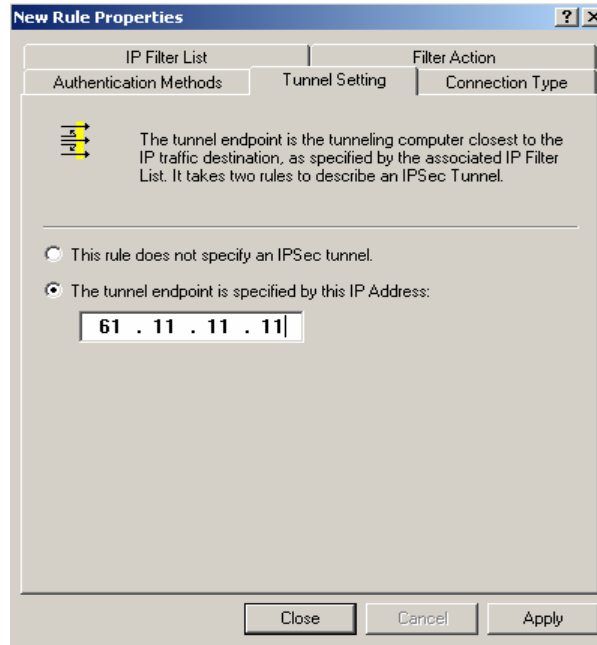 New Rule Properties
IP Filter List Filter Action
Authentication Methods Tunnel Setting Connection Type
The tunnel endpoint is the tunneling computer closest to the
IP traffic destination, as specified by the associated IP Filter
List. It takes two rules to describe an IPSec Tunnel.
This rule does not specify an IPSec tunnel.
The tunnel endpoint is specified by this IP Address:
61 . 11 . 11 . 11
Close Cancel Apply